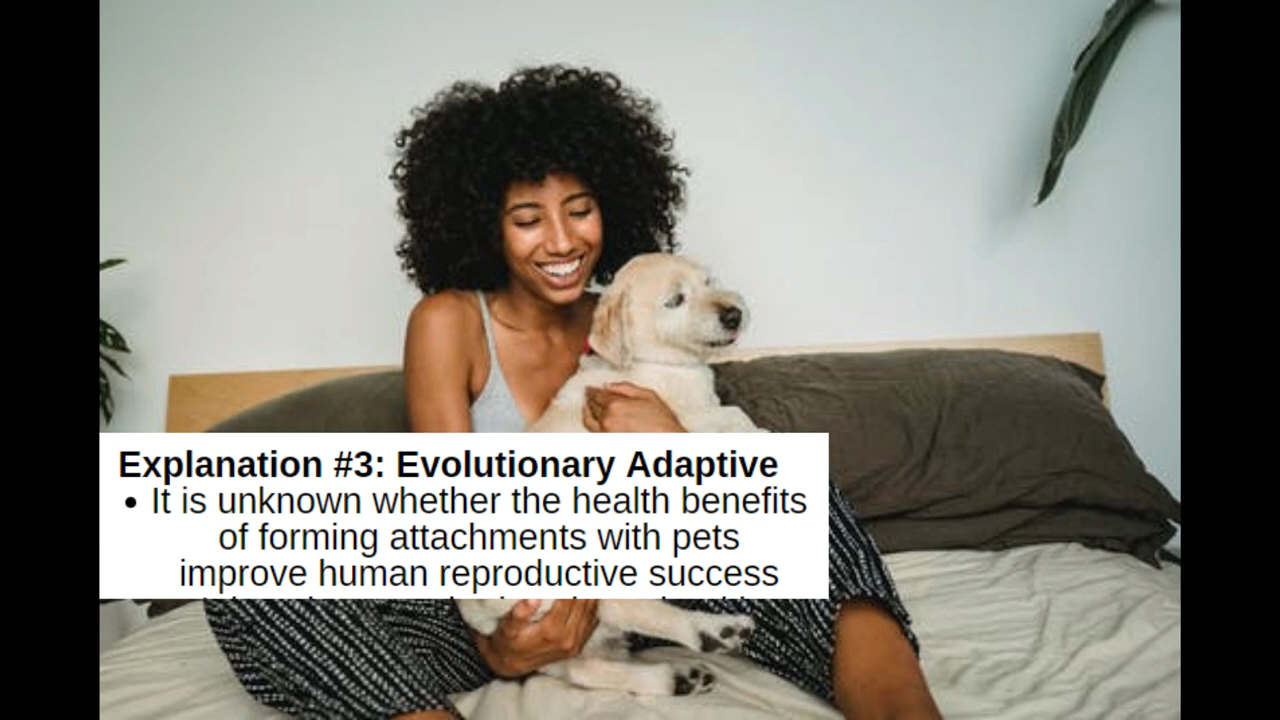 Explanation #3: Evolutionary Adaptive
• It is unknown whether the health benefits
of forming attachments with pets
improve human reproductive success